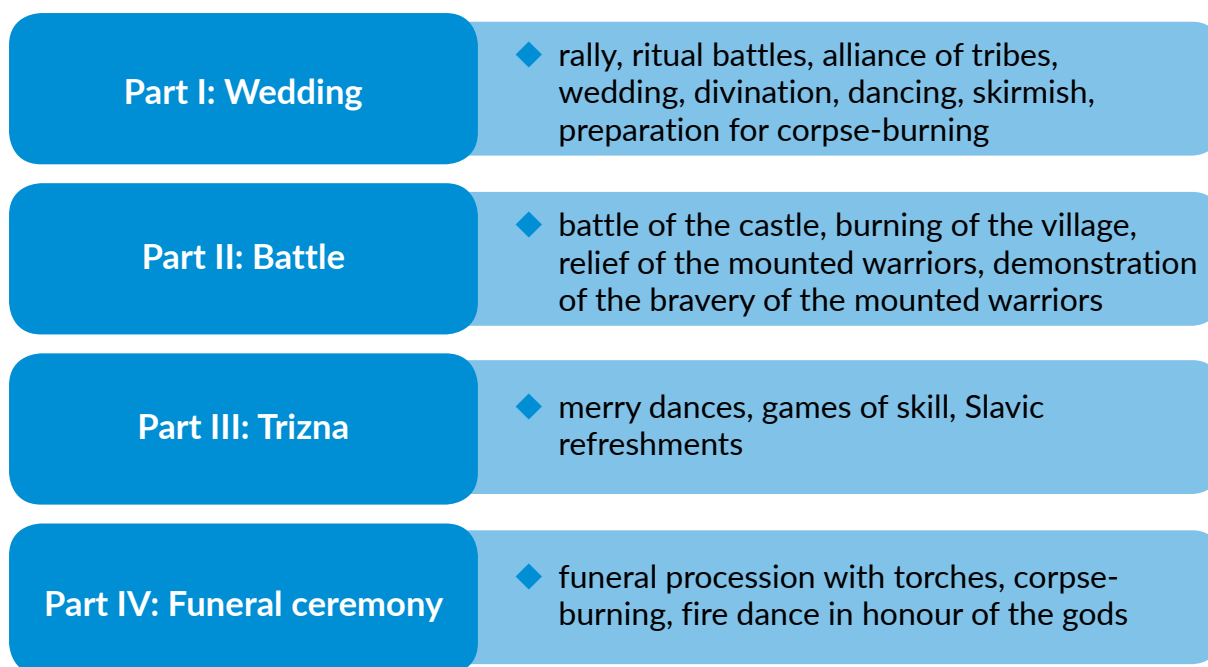 Part I: Wedding
◆ rally, ritual battles, alliance of tribes,
wedding, divination, dancing, skirmish,
preparation for corpse-burning
Part II: Battle
◆ battle of the castle, burning of the village,
relief of the mounted warriors, demonstration
of the bravery of the mounted warriors
Part III: Trizna
◆ merry dances, games of skill, Slavic
refreshments
Part IV: Funeral ceremony
◆ funeral procession with torches, corpse-
burning, fire dance in honour of the gods